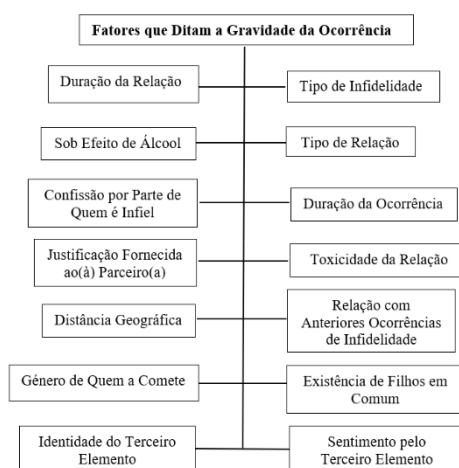 Fatores que Ditam a Gravidade da Ocorrência
Duração da Relação
Tipo de Infidelidade
Sob Efeito de Álcool
Tipo de Relação
Confissão por Parte de
Quem é Infiel
Duração da Ocorrência
Justificação Fornecida
ao(à) Parceiro(a)
Toxicidade da Relação
Distância Geográfica
Relação com
Anteriores Ocorrências
de Infidelidade
Género de Quem a Comete
Existência de Filhos em
Comum
Identidade do Terceiro
Elemento
Sentimento pelo
Terceiro Elemento